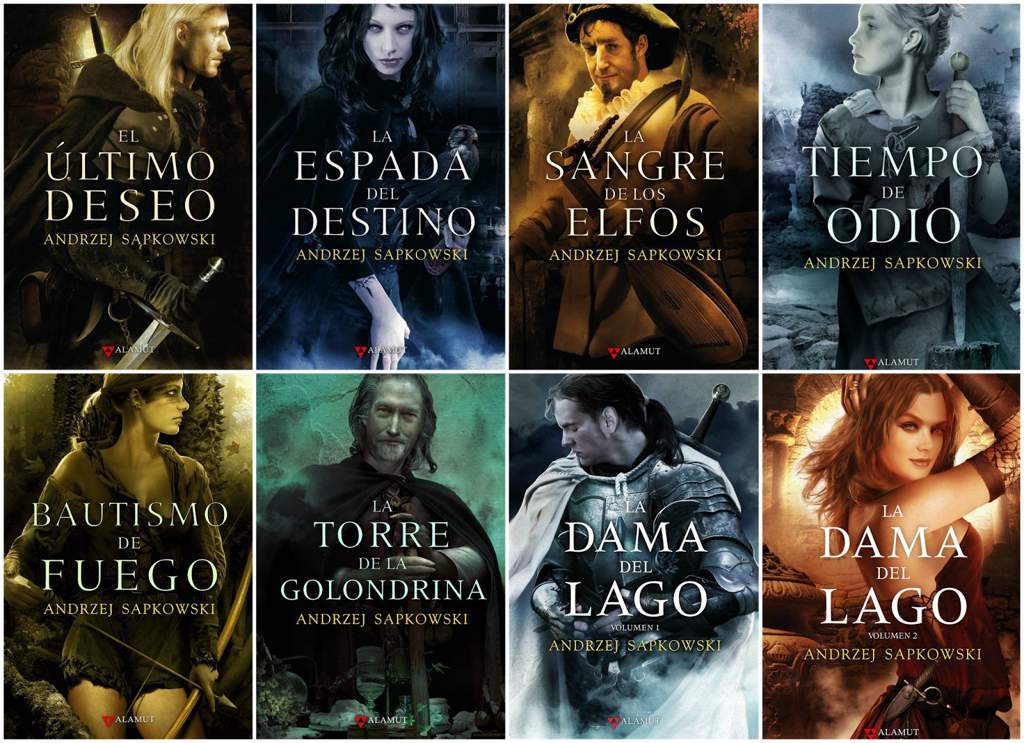 EL
ÚLTIMO
DESEO
ANDRZEJ SAPKOWSKI
ALAMUT
LA
ESPADA
DEL
DESTINO
ANDRZEJ SAPKOWSKI
ALAMUT
LA
SANGRE
DE LOS
ELFOS
ANDRZEJ SAPKOWSKI
ALAMUT
TIEMPO
DE
ODIO
ANDRZEJ SAPKOWSKI
ALAMUT
BAUTISMO
DE
FUEGO
ANDRZEJ SAPKOWSKI
ALAMUT
LA
TORRE
DE LA
GOLONDRINA
ANDRZEJ SAPKOWSKI
ALAMUT
LA
DAMA
DEL
LAGO
VOLUMEN 1
ANDRZEJ SAPKOWSKI
ALAMUT
LA
DAMA
DEL
LAGO
VOLUMEN 2
ANDRZEJ SAPKOWSKI
ALAMUT